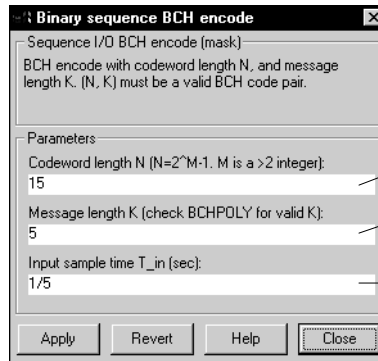 Binary sequence BCH encode
Sequence I/O BCH encode (mask)
BCH encode with codeword length N, and message
length K. (N, K) must be a valid BCH code pair.
Parameters
Codeword length N (N=2^M-1. M is a >2 integer):
15
Message length K (check BCHPOLY for valid K):
5
Input sample time T_in (sec):
1/5
Apply Revert Help Close